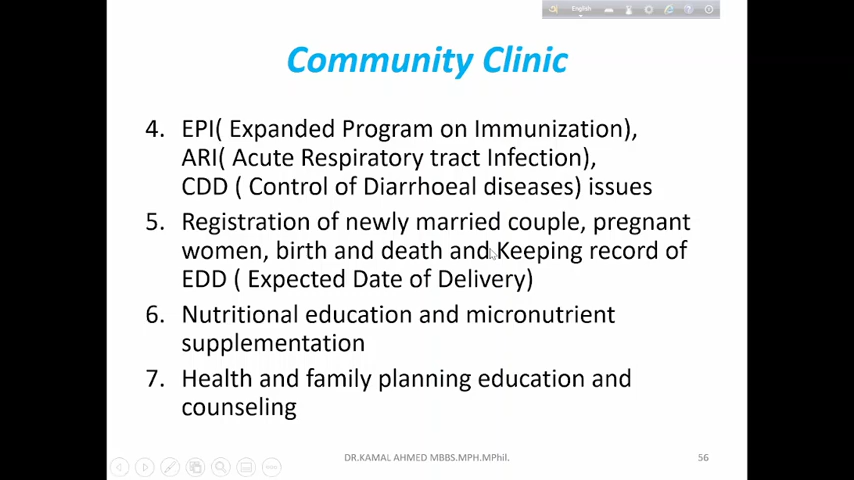 English
Community Clinic
4. EPI( Expanded Program on Immunization),
ARI( Acute Respiratory tract Infection),
CDD ( Control of Diarrhoeal diseases) issues
5. Registration of newly married couple, pregnant
women, birth and death and Keeping record of
EDD ( Expected Date of Delivery)
6. Nutritional education and micronutrient
supplementation
7. Health and family planning education and
counseling
DR.KAMAL AHMED MBBS.MPH.MPhil.
56